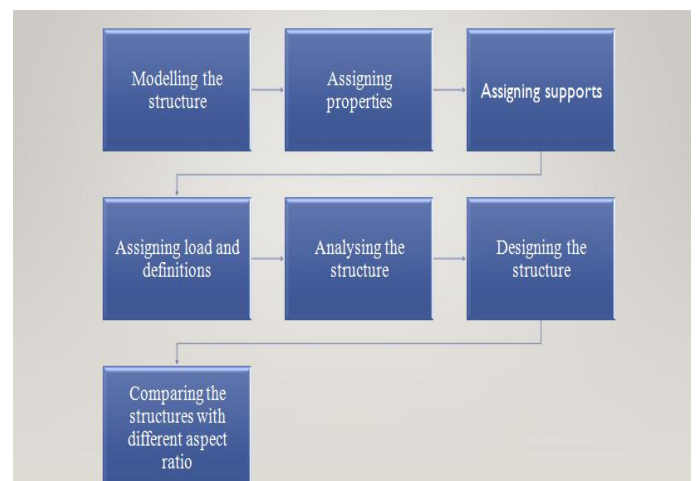 Modelling the
structure
Assigning
properties
Assigning supports
Assigning load and
definitions
Analysing the
structure
Designing the
structure
Comparing the
structures with
different aspect
ratio